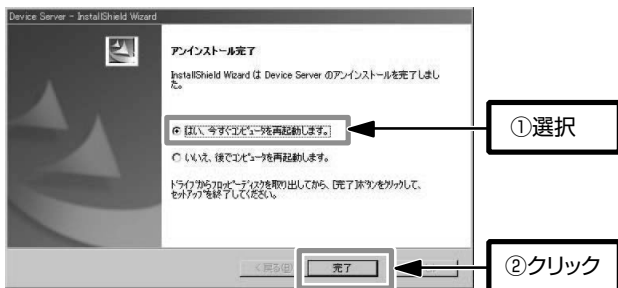 Device Server - InstallShield Wizard
アンインストール完了
InstallShield Wizard は Device Server のアンインストールを完了しまし
た。
はい、今すぐコンピュータを再起動します。
①選択
いいえ、後でコンピュータを再起動します。
ドライブからフロッピーディスクを取り出してから、[完了]ボタンをクリックして、
セットアップを終了してください。
< 戻る(B)
完了
②クリック